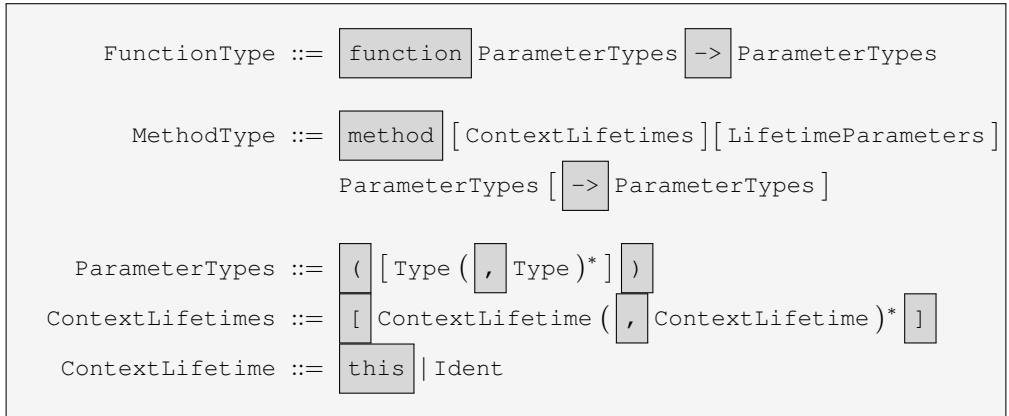 FunctionType ::= function ParameterTypes -> ParameterTypes
MethodType ::= method [ContextLifetimes][LifetimeParameters]
ParameterTypes [ -> ParameterTypes]
ParameterTypes ::= ( [Type ( , Type)*] )
ContextLifetimes ::= [ ContextLifetime ( , ContextLifetime)* ]
ContextLifetime ::= this | Ident